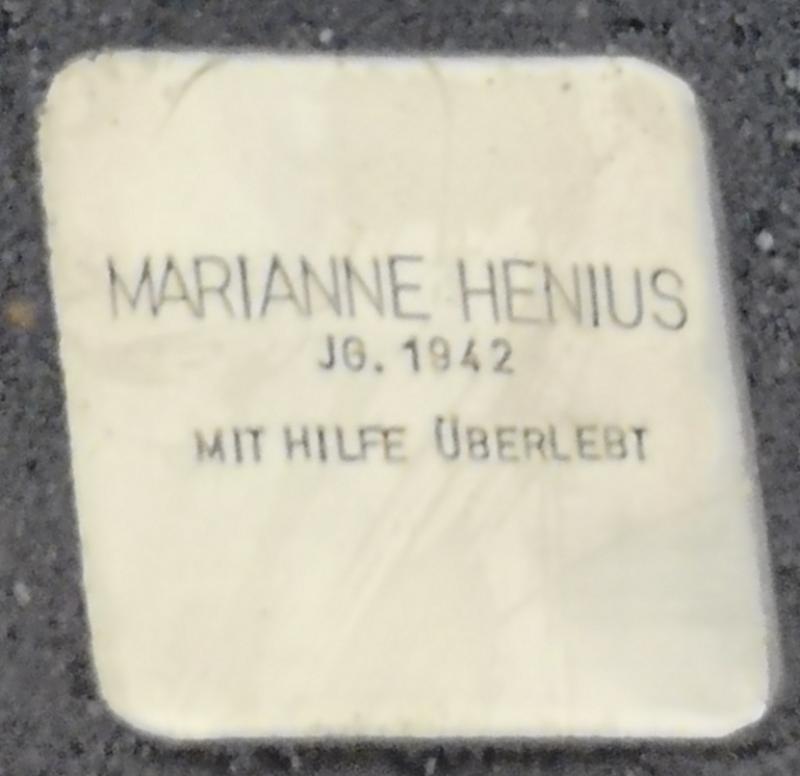 MARIANNE HENIUS
JG. 1942
MIT HILFE ÜBERLEBT